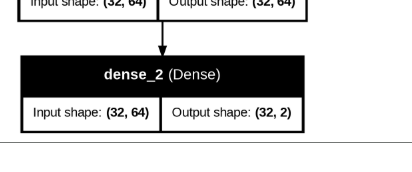 Input shape: (32, 64) Output shape: (32, 64)
dense_2 (Dense)
Input shape: (32, 64) Output shape: (32, 2)